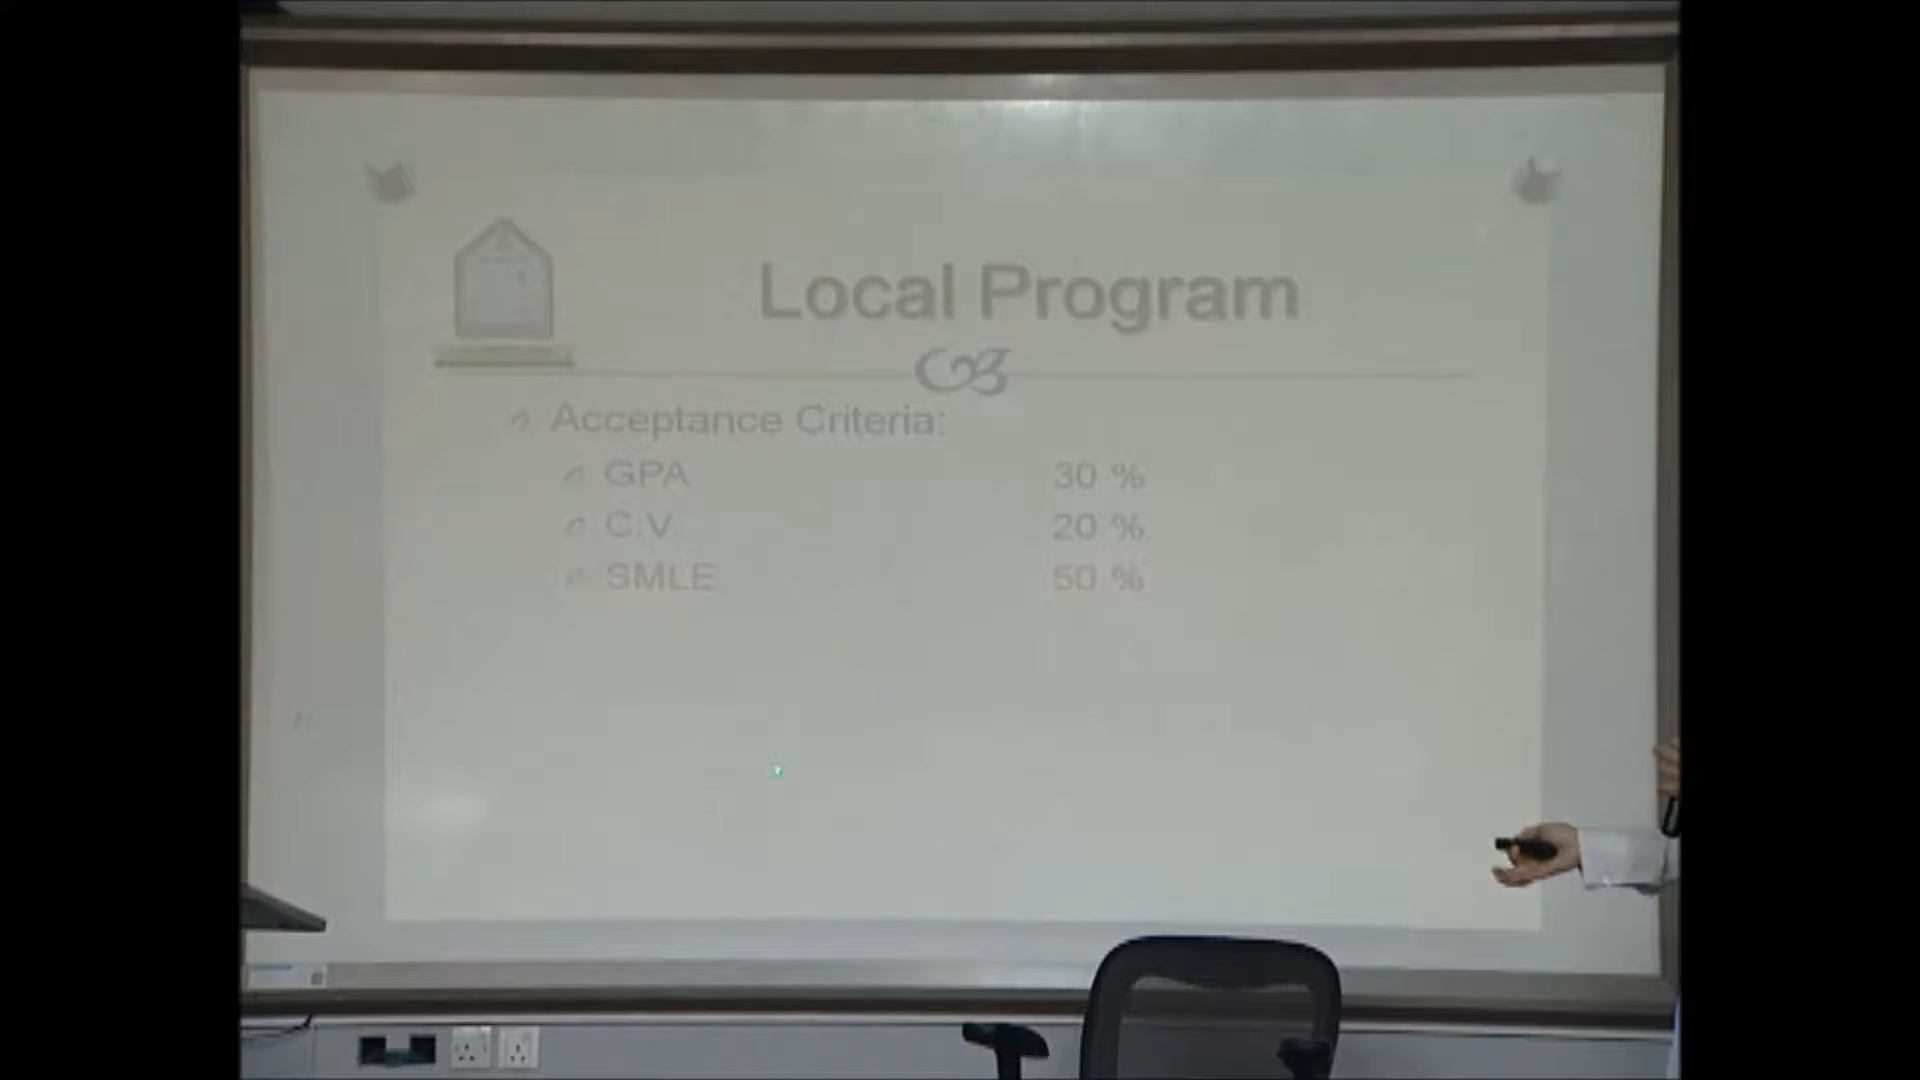 Local Program
Acceptance Criteria:
GPA 30 %
C.V. 20 %
SMLE 50 %